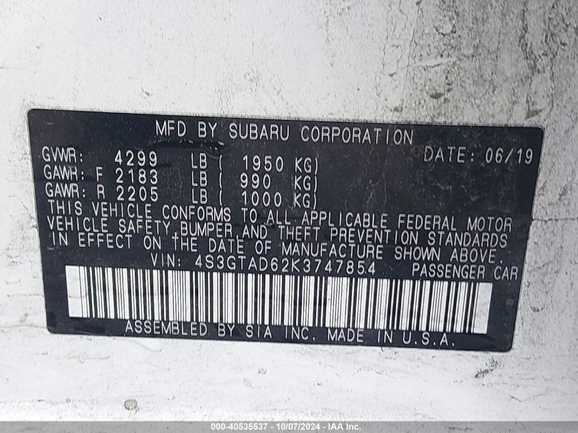 MFD BY SUBARU CORPORATION
GVWR: 4299 LB ( 1950 KG) DATE: 06/19
GAWR: F 2183 LB ( 990 KG)
GAWR: R 2205 LB ( 1000 KG)
THIS VEHICLE CONFORMS TO ALL APPLICABLE FEDERAL MOTOR
VEHICLE SAFETY, BUMPER, AND THEFT PREVENTION STANDARDS
IN EFFECT ON THE DATE OF MANUFACTURE SHOWN ABOVE.
VIN: 4S3GTAD62K3747854 PASSENGER CAR
ASSEMBLED BY SIA INC. MADE IN U.S.A.
000-40535537 - 10/07/2024 - IAA, Inc.